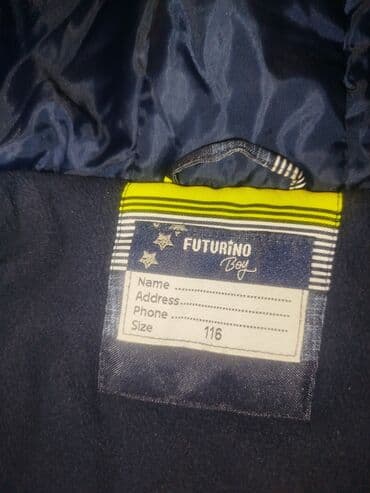 FUTURiNO
Boy
Name ..............................
Address..........................
Phone .............................
Size 116